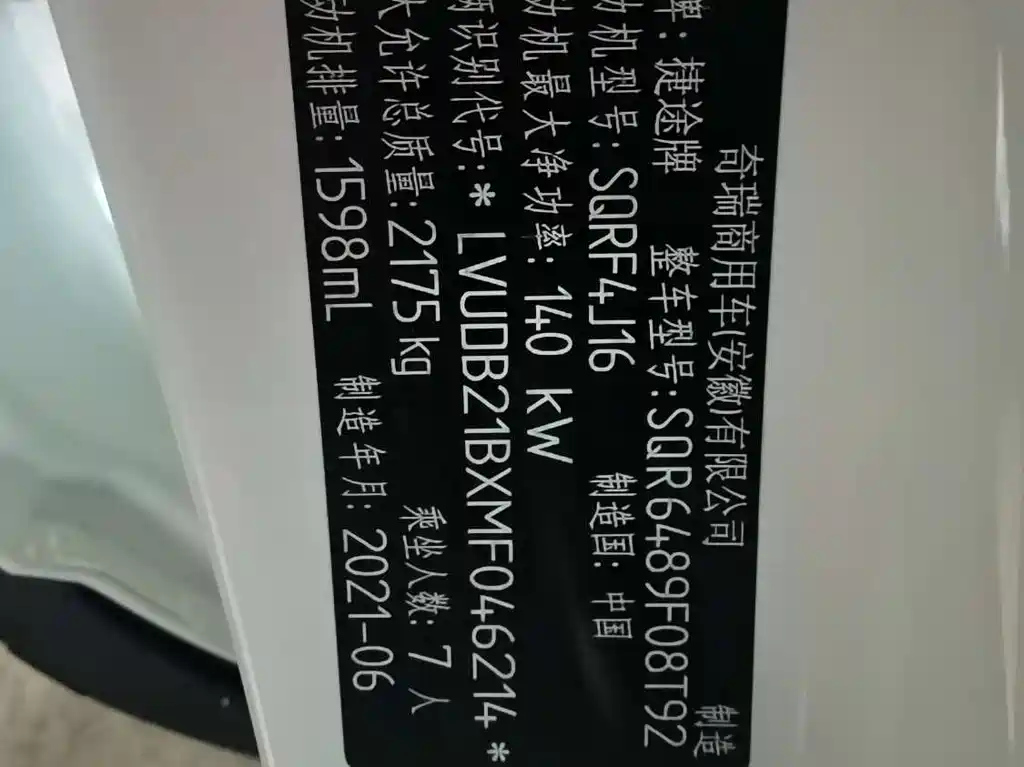 奇瑞商用车(安徽)有限公司 制造
牌: 捷途牌 整车型号:SQR6489F08T92
动机型号: SQRF4J16 制造国: 中国
动机最大净功率: 140 kW
辆识别代号: * LVUDB21BXMF046214 *
大允许总质量: 2175kg 乘坐人数: 7 人
动机排量: 1598mL 制造年月: 2021-06